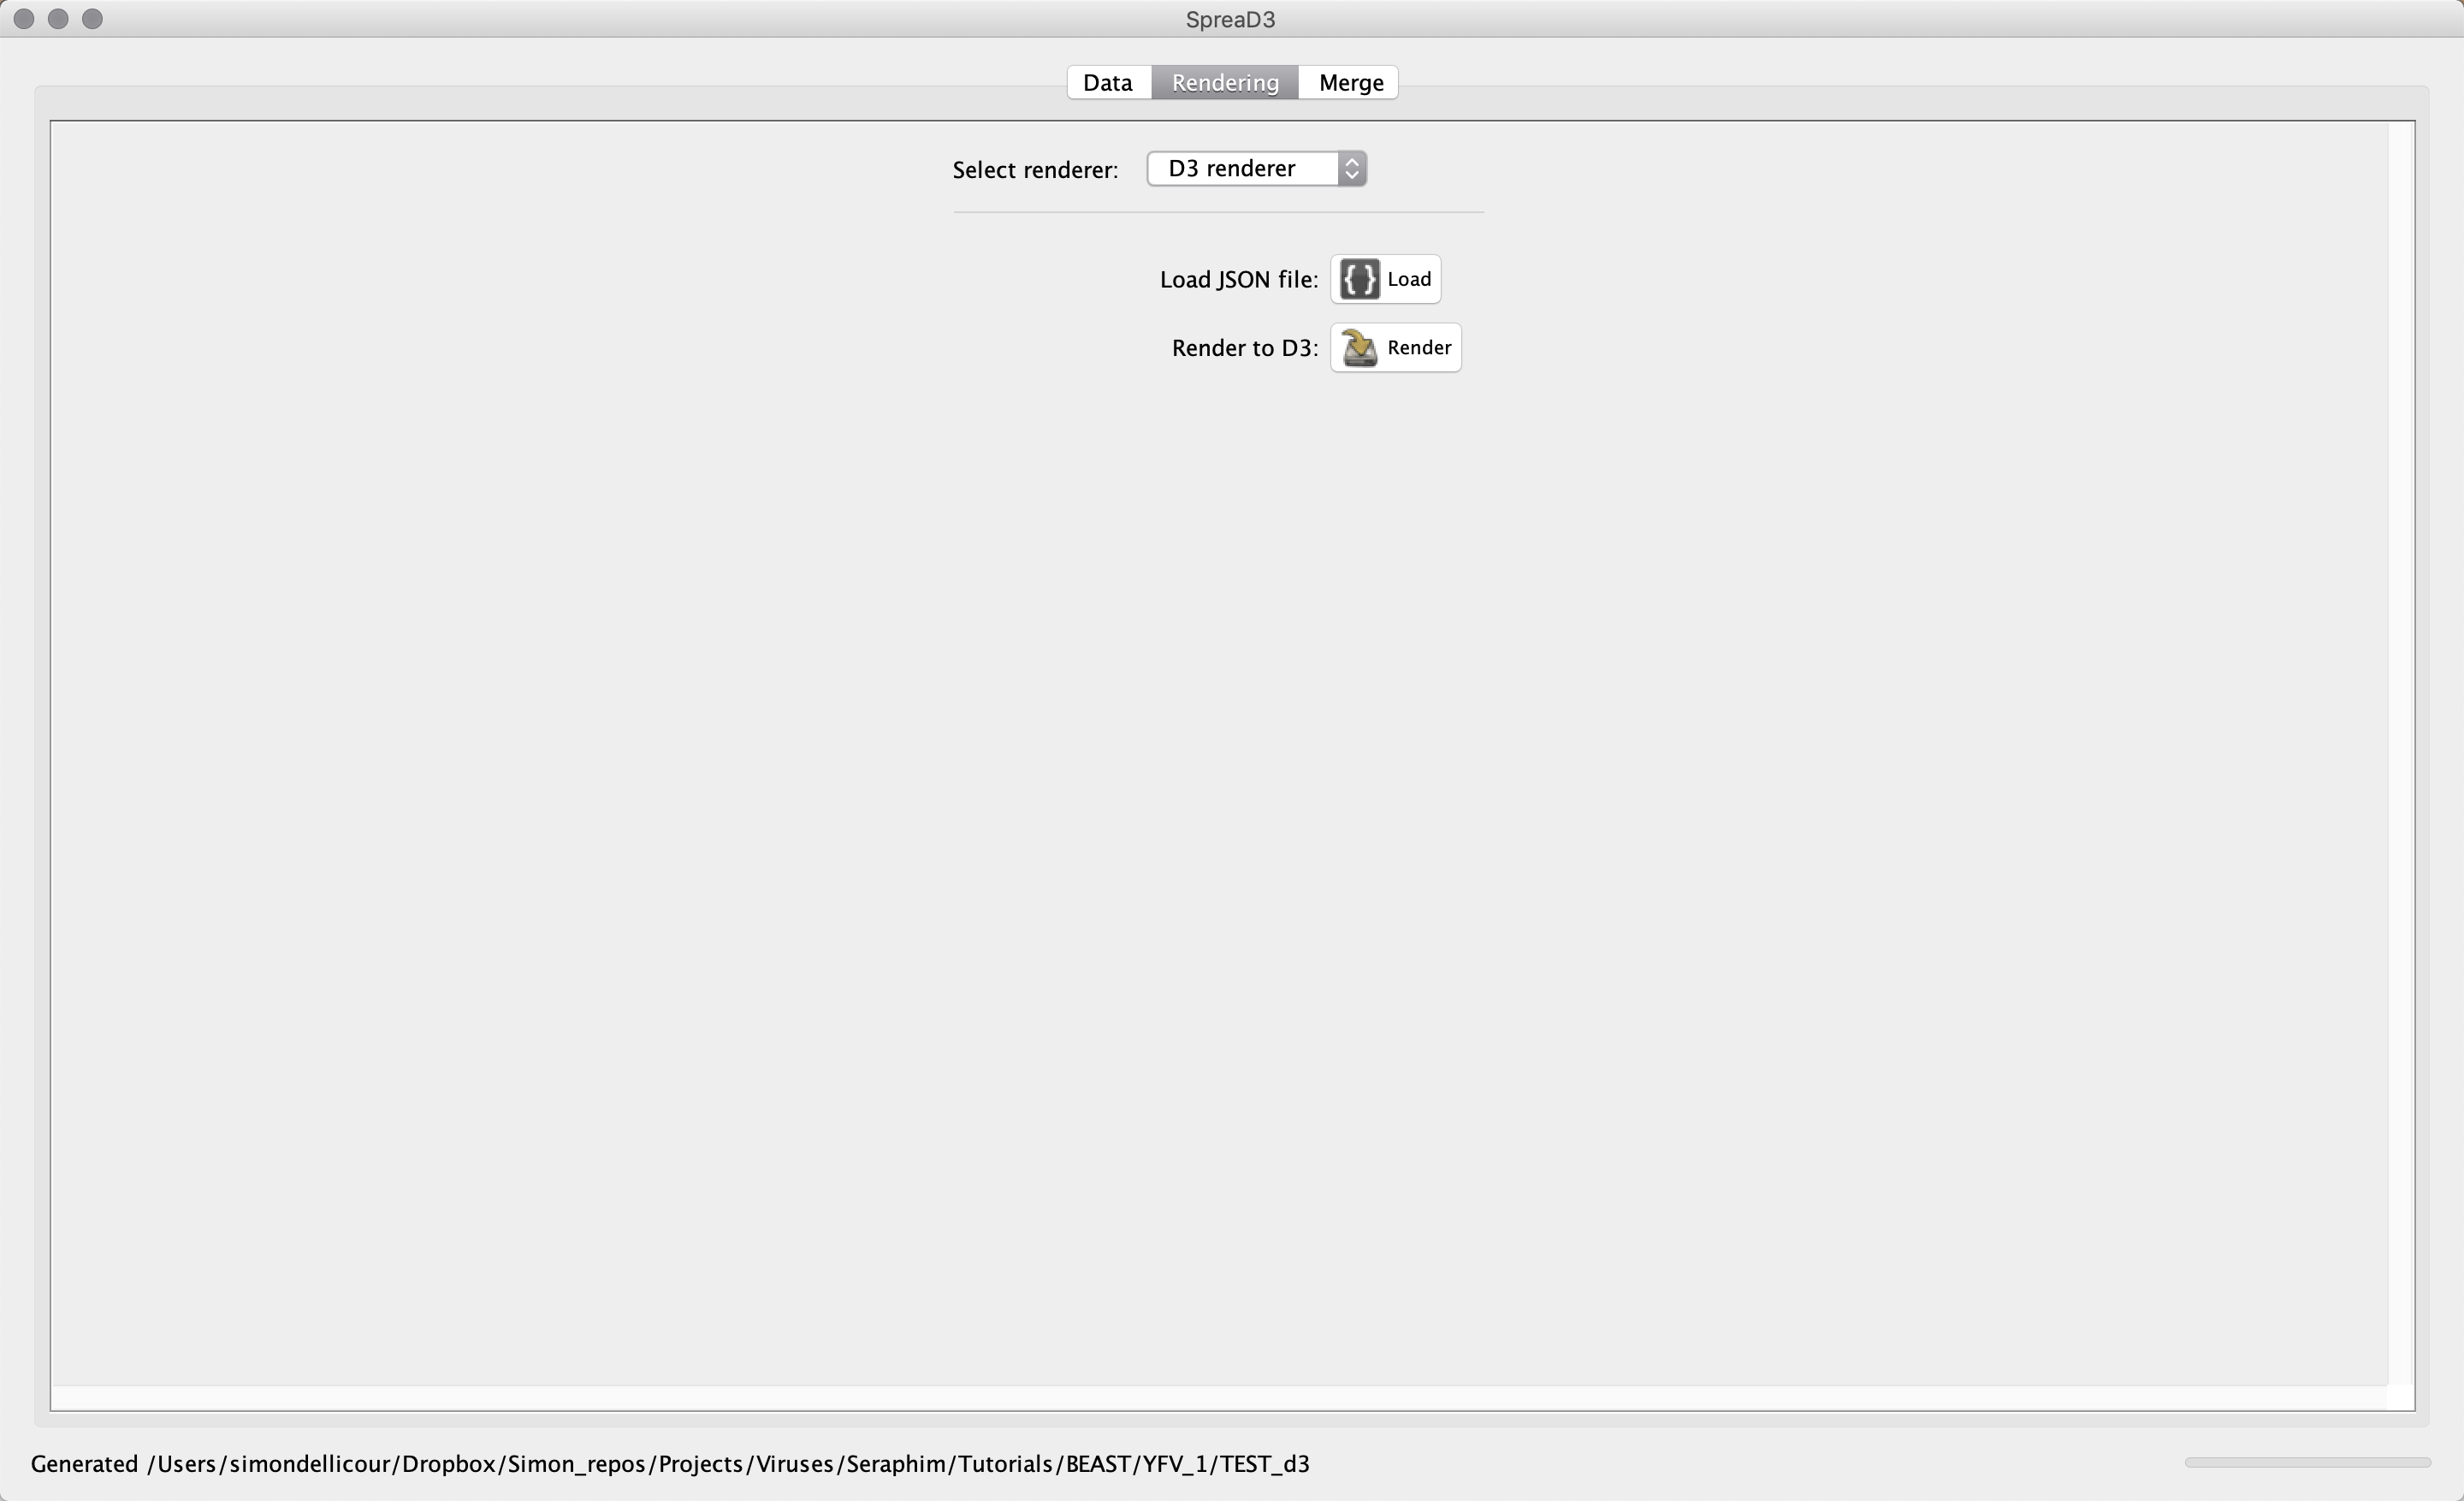 SpreaD3
Data Rendering Merge
Select renderer: D3 renderer
Load JSON file: {} Load
Render to D3: Render
Generated /Users/simondellicour/Dropbox/Simon_repos/Projects/Viruses/Seraphim/Tutorials/BEAST/YFV_1/TEST_d3